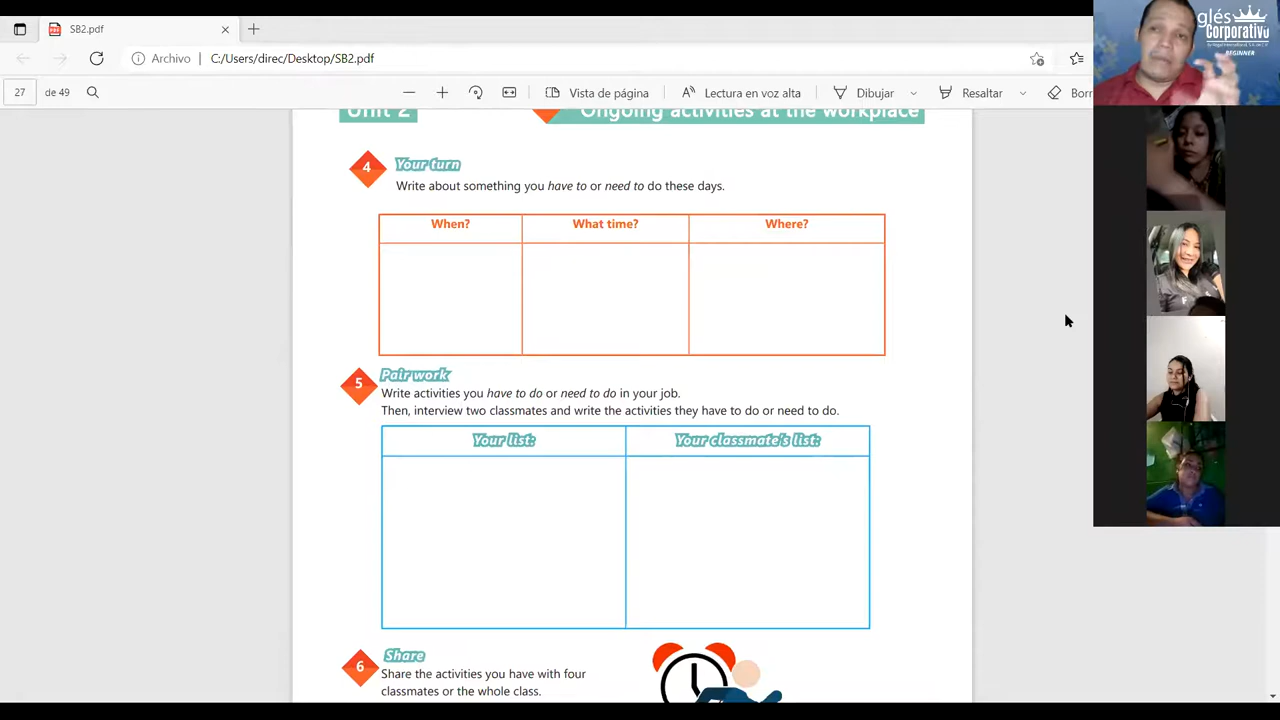 SB2.pdf
Archivo C:/Users/direc/Desktop/SB2.pdf
27 de 49 Vista de página Lectura en voz alta Dibujar Resaltar Borr
glés
Corporativo
BEGINNER
Unit 2 Ongoing activities at the workplace
4 Your turn
Write about something you have to or need to do these days.
When? What time? Where?
5 Pair work
Write activities you have to do or need to do in your job.
Then, interview two classmates and write the activities they have to do or need to do.
Your list: Your classmate's list:
6 Share
Share the activities you have with four
classmates or the whole class.